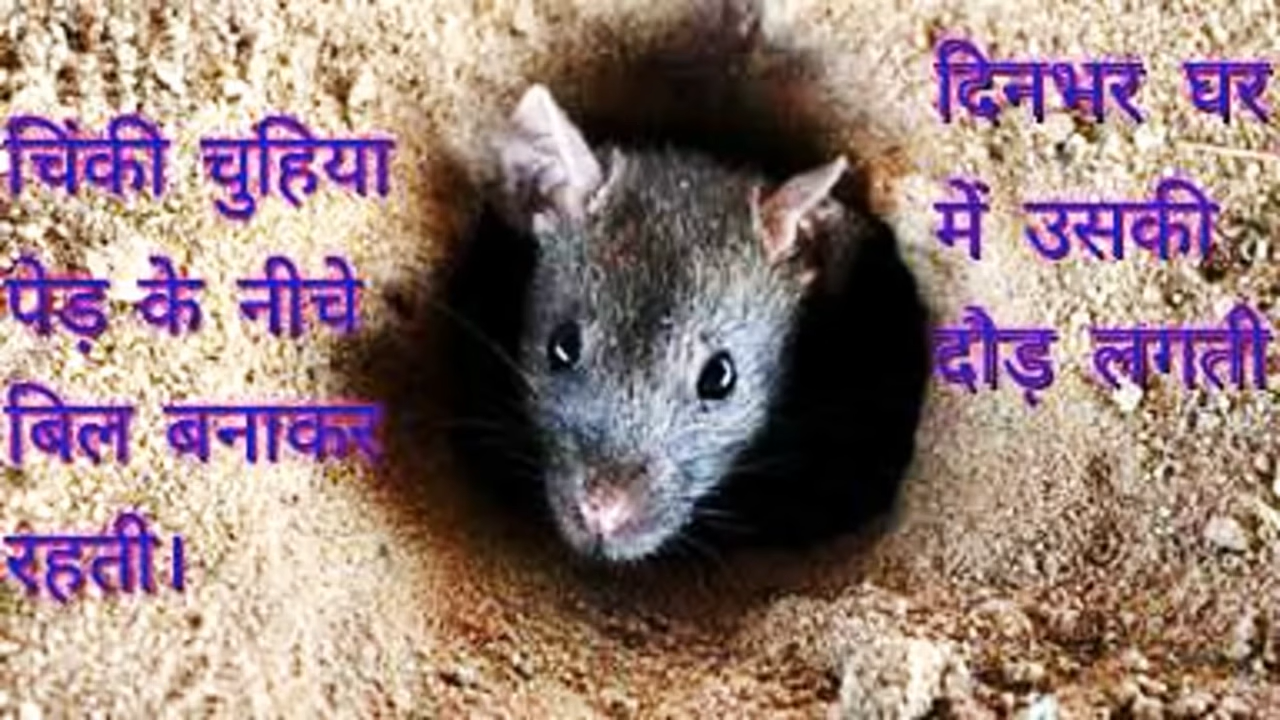 चिंकी चुहिया
पेड़ के नीचे
बिल बनाकर
रहती।
दिनभर घर
में उसकी
दौड़ लगती